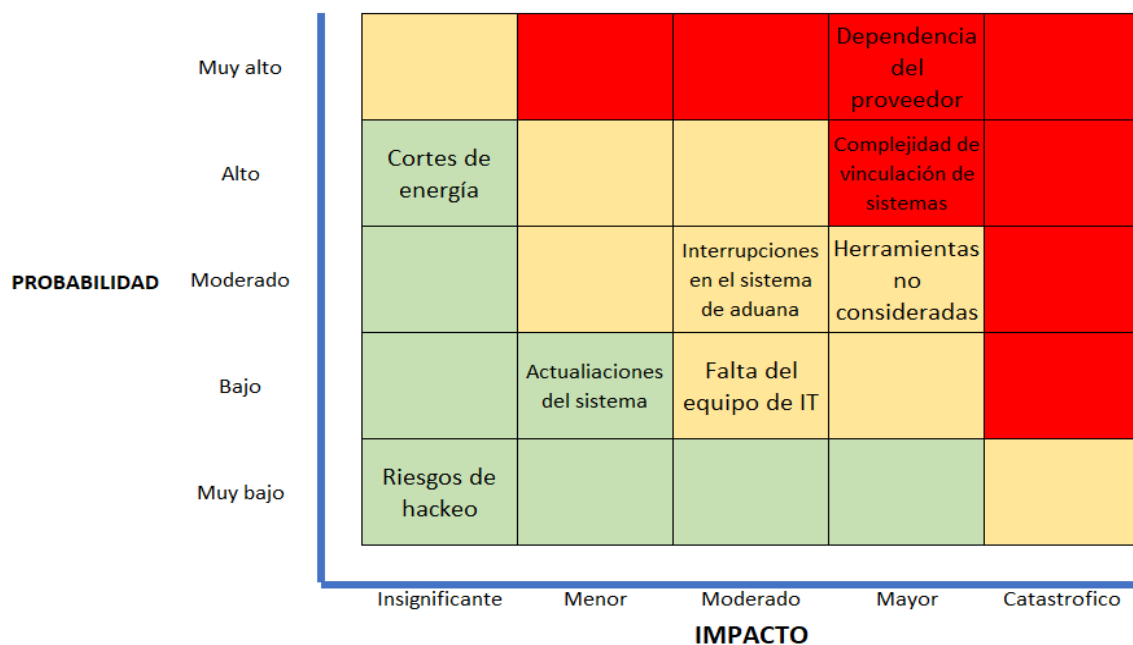 Muy alto
Dependencia
del
proveedor
Alto
Cortes de
energía
Complejidad de
vinculación de
sistemas
PROBABILIDAD
Moderado
Interrupciones
en el sistema
de aduana
Herramientas
no
consideradas
Bajo
Actualiaciones
del sistema
Falta del
equipo de IT
Muy bajo
Riesgos de
hackeo
Insignificante
Menor
Moderado
Mayor
Catastrofico
IMPACTO